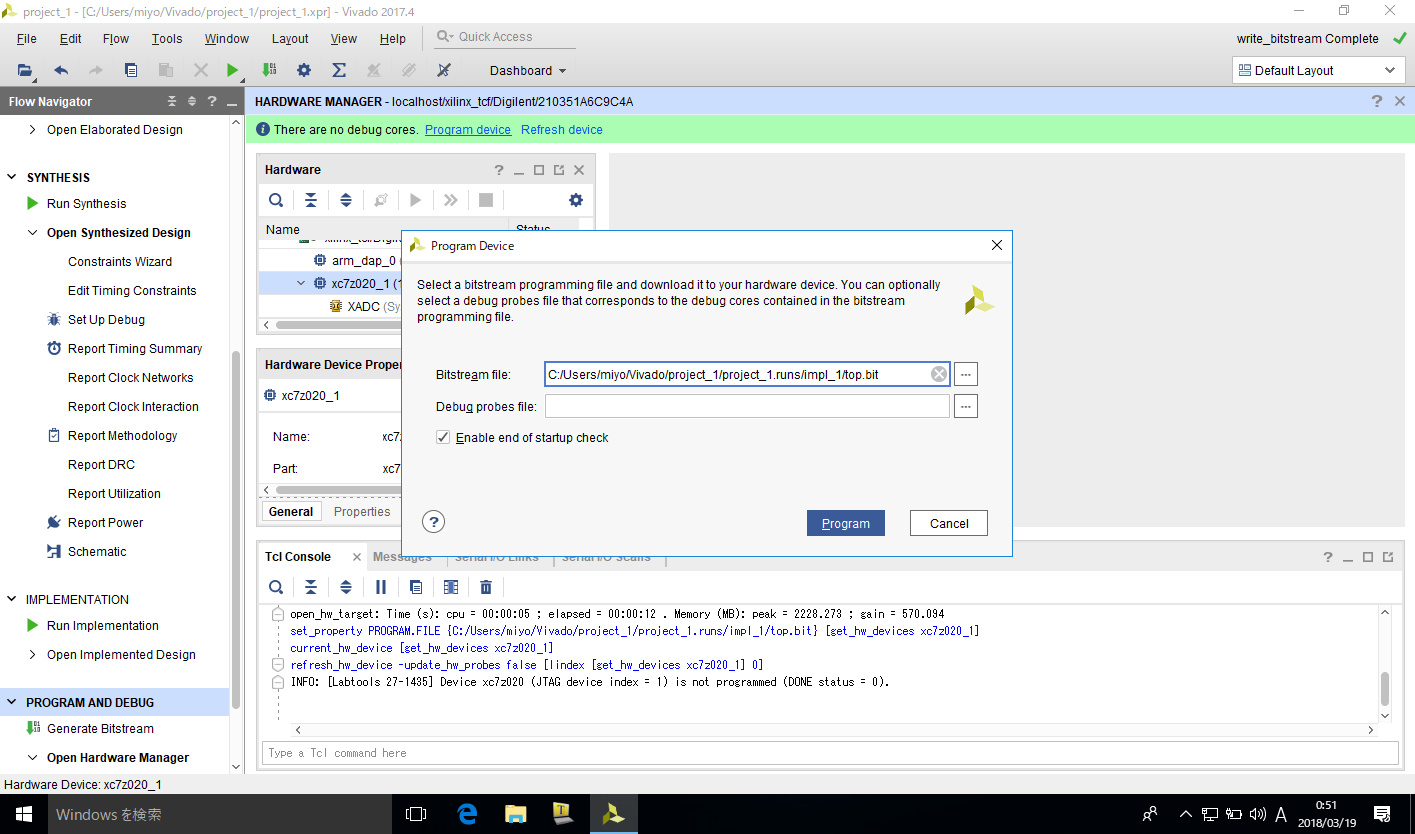 project_1 - [C:/Users/miyo/Vivado/project_1/project_1.xpr] - Vivado 2017.4
File Edit Flow Tools Window Layout View Help Quick Access
write_bitstream Complete
Dashboard
Default Layout
Flow Navigator
HARDWARE MANAGER - localhost/xilinx_tcf/Digilent/210351A6C9C4A
There are no debug cores. Program device Refresh device
Open Elaborated Design
SYNTHESIS
Run Synthesis
Open Synthesized Design
Constraints Wizard
Edit Timing Constraints
Set Up Debug
Report Timing Summary
Report Clock Networks
Report Clock Interaction
Report Methodology
Report DRC
Report Utilization
Report Power
Schematic
IMPLEMENTATION
Run Implementation
Open Implemented Design
PROGRAM AND DEBUG
Generate Bitstream
Open Hardware Manager
Hardware
Name Status
arm_dap_0 (
xc7z020_1 (1
XADC (Sy
Hardware Device Proper
xc7z020_1
Name: xc7z
Part: xc7
General Properties
Program Device
Select a bitstream programming file and download it to your hardware device. You can optionally
select a debug probes file that corresponds to the debug cores contained in the bitstream
programming file.
Bitstream file: C:/Users/miyo/Vivado/project_1/project_1.runs/impl_1/top.bit ...
Debug probes file: ...
Enable end of startup check
? Program Cancel
Tcl Console Messages Serial I/O Links Serial I/O Scans
open_hw_target: Time (s): cpu = 00:00:05 ; elapsed = 00:00:12 . Memory (MB): peak = 2228.273 ; gain = 570.094
set_property PROGRAM.FILE {C:/Users/miyo/Vivado/project_1/project_1.runs/impl_1/top.bit} [get_hw_devices xc7z020_1]
current_hw_device [get_hw_devices xc7z020_1]
refresh_hw_device -update_hw_probes false [lindex [get_hw_devices xc7z020_1] 0]
INFO: [Labtools 27-1435] Device xc7z020 (JTAG device index = 1) is not programmed (DONE status = 0).
Type a Tcl command here
Hardware Device: xc7z020_1
Windows を検索
A
0:51
2018/03/19